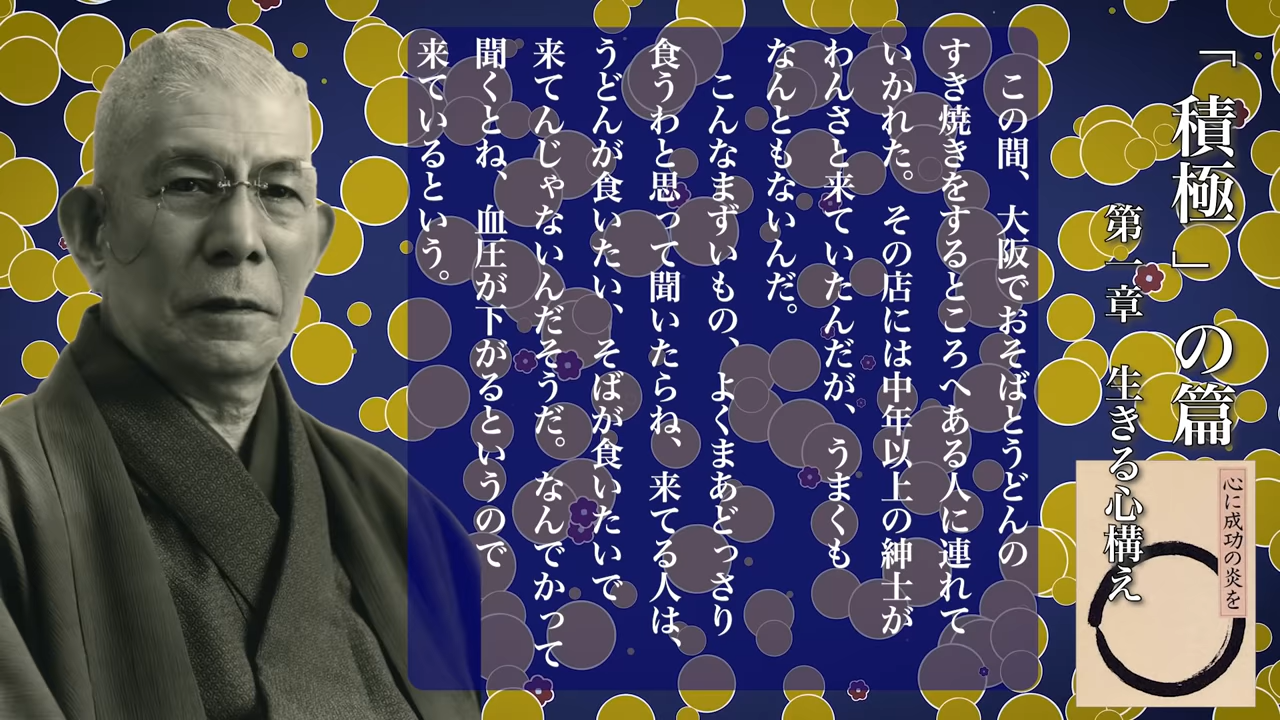 「積極」の篇
第一章　生きる心構え
心に成功の炎を
この間、大阪でおそばとうどんの
すき焼きをするところへある人に連れて
いかれた。その店には中年以上の紳士が
わんさと来ていたんだが、うまくも
なんともないんだ。
こんなまずいもの、よくまあどっさり
食うわと思って聞いたらね、来てる人は、
うどんが食いたい、そばが食いたいで
来てんじゃないんだそうだ。なんでかって
聞くとね、血圧が下がるというので
来ているという。